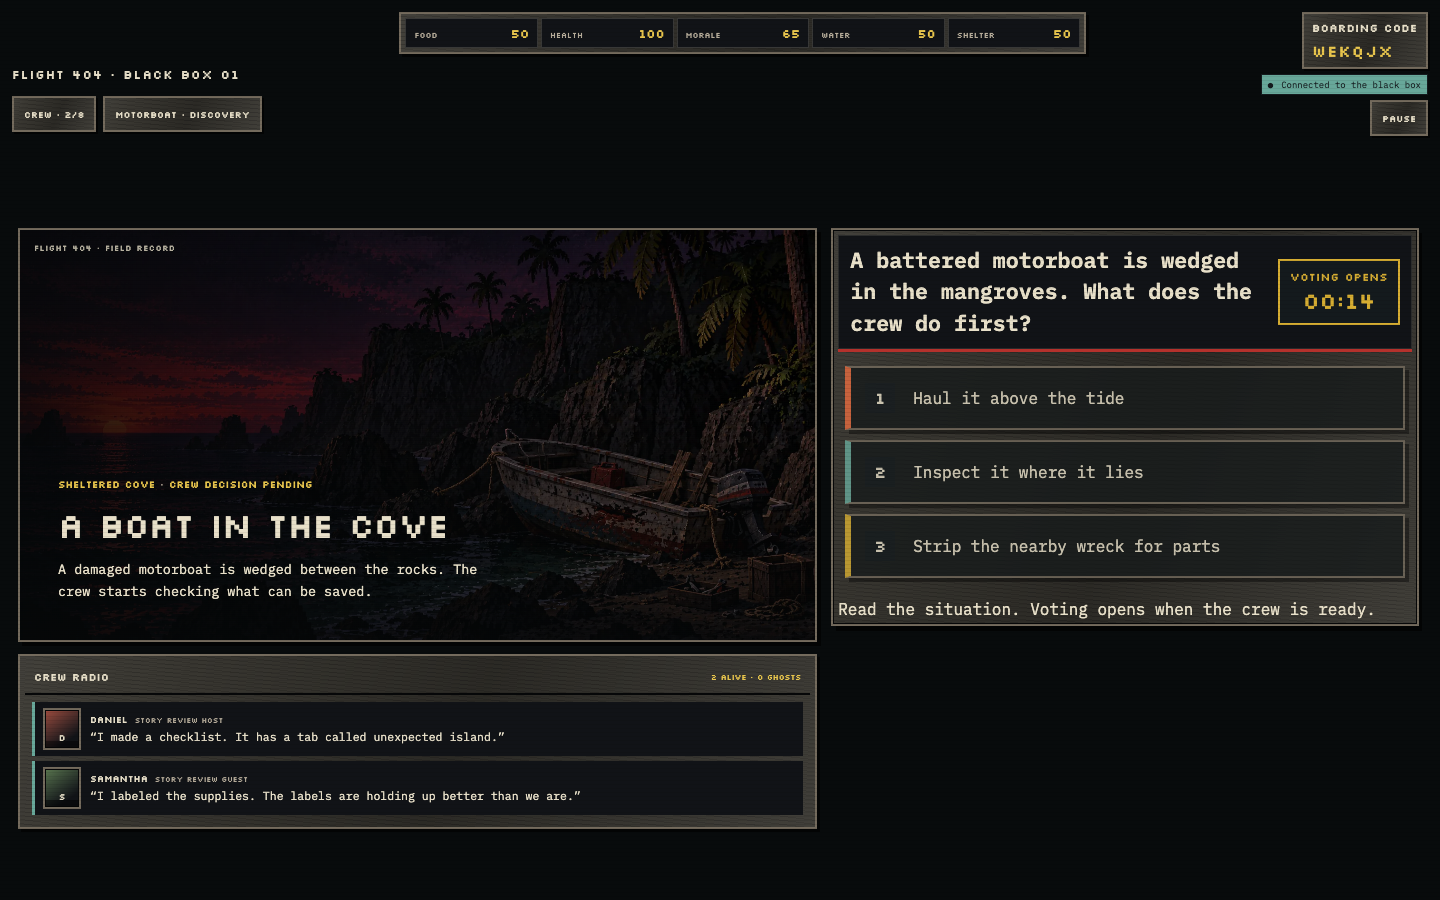 FOOD 50 HEALTH 100 MORALE 65 WATER 50 SHELTER 50
BOARDING CODE
WEKQJX
● Connected to the black box
PAUSE
FLIGHT 404 · BLACK BOX 01
CREW · 2/8
MOTORBOAT · DISCOVERY
FLIGHT 404 · FIELD RECORD
SHELTERED COVE · CREW DECISION PENDING
A BOAT IN THE COVE
A damaged motorboat is wedged between the rocks. The
crew starts checking what can be saved.
A battered motorboat is wedged
in the mangroves. What does the
crew do first?
VOTING OPENS
00:14
1 Haul it above the tide
2 Inspect it where it lies
3 Strip the nearby wreck for parts
Read the situation. Voting opens when the crew is ready.
CREW RADIO
2 ALIVE · 0 GHOSTS
D
DANIEL STORY REVIEW HOST
“I made a checklist. It has a tab called unexpected island.”
S
SAMANTHA STORY REVIEW GUEST
“I labeled the supplies. The labels are holding up better than we are.”